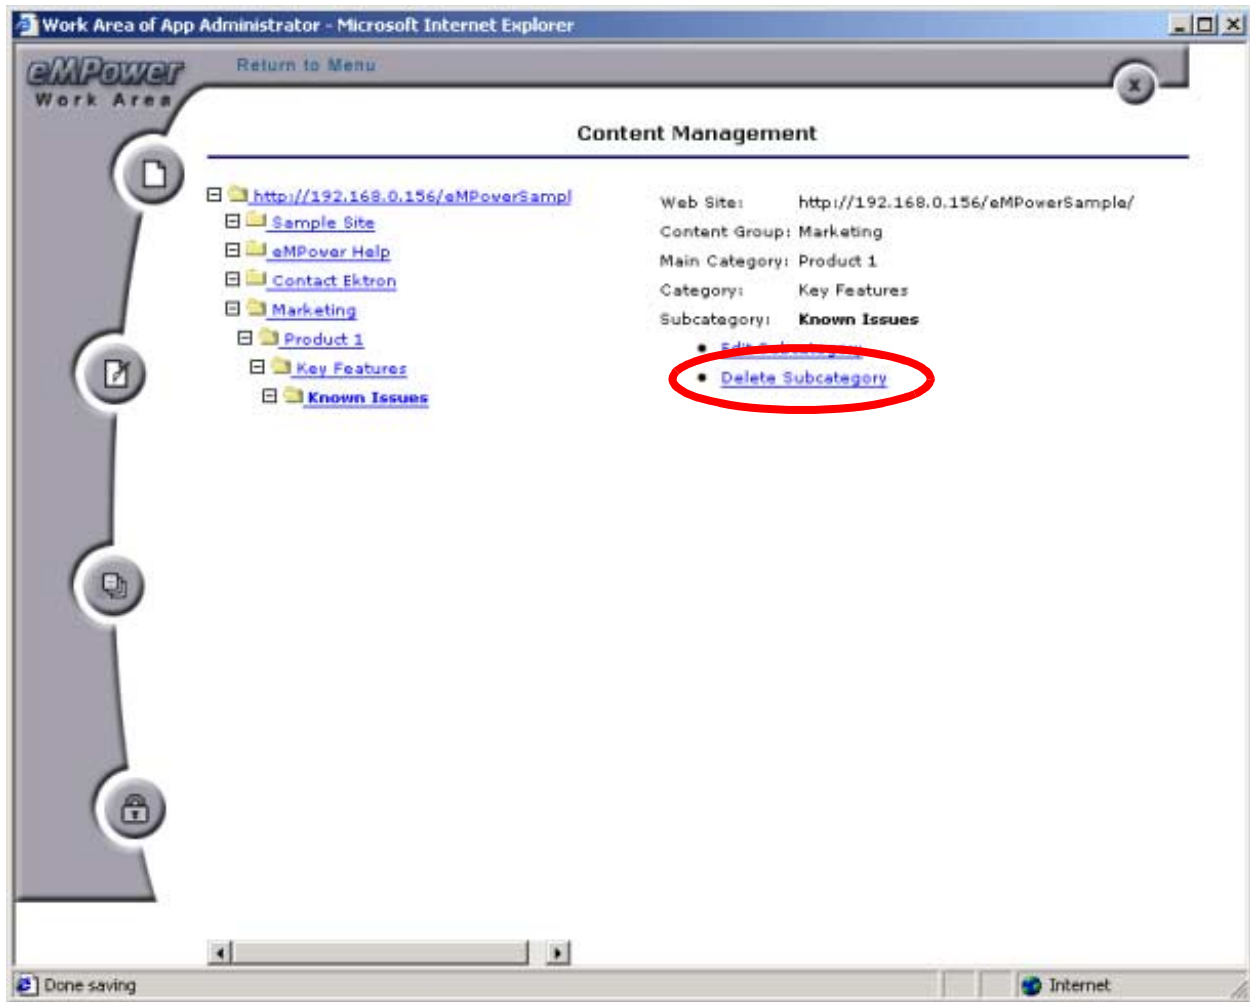 Work Area of App Administrator - Microsoft Internet Explorer
eMPower
Work Area
Return to Menu
x
Content Management
http://192.168.0.156/eMPowerSampl
Sample Site
eMPower Help
Contact Ektron
Marketing
Product 1
Key Features
Known Issues
Web Site: http://192.168.0.156/eMPowerSample/
Content Group: Marketing
Main Category: Product 1
Category: Key Features
Subcategory: Known Issues
Edit Subcategory
Delete Subcategory
Done saving
Internet